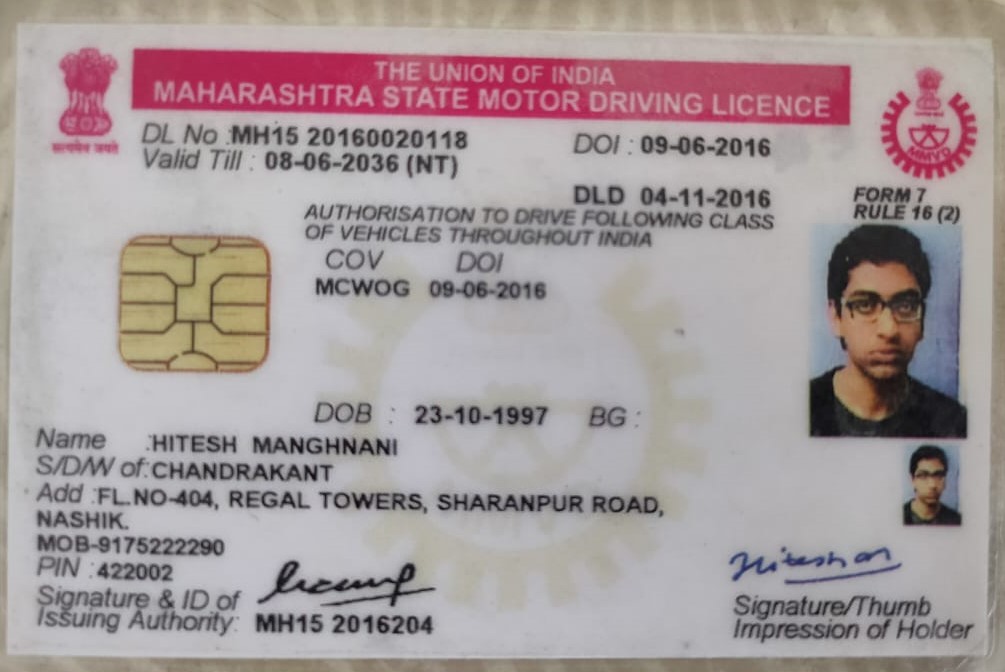 THE UNION OF INDIA
MAHARASHTRA STATE MOTOR DRIVING LICENCE
सत्यमेव जयते
MMVD
DL No :MH15 20160020118 DOI : 09-06-2016
Valid Till : 08-06-2036 (NT)
DLD 04-11-2016
FORM 7
RULE 16 (2)
AUTHORISATION TO DRIVE FOLLOWING CLASS
OF VEHICLES THROUGHOUT INDIA
COV DOI
MCWOG 09-06-2016
DOB : 23-10-1997 BG :
Name :HITESH MANGHNANI
S/D/W of:CHANDRAKANT
Add :FL.NO-404, REGAL TOWERS, SHARANPUR ROAD,
NASHIK.
MOB-9175222290
PIN :422002
Signature & ID of
Issuing Authority: MH15 2016204
Signature/Thumb
Impression of Holder